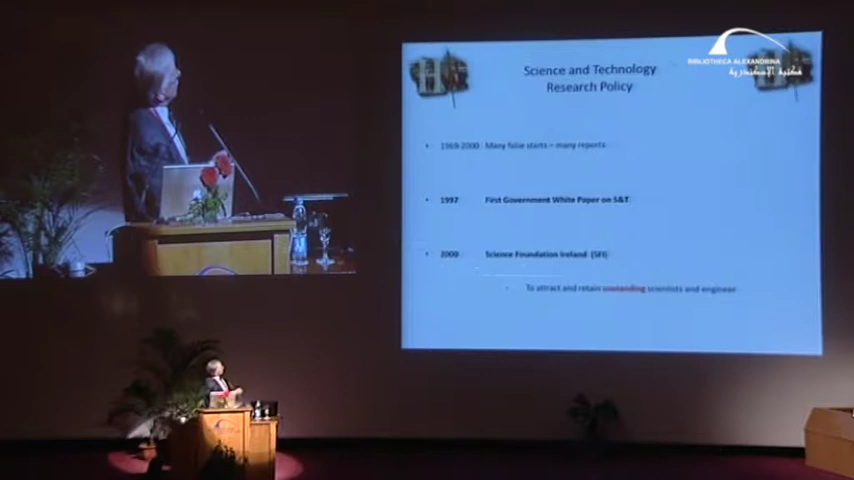 BIBLIOTHECA ALEXANDRINA
مكتبة الإسكندرية
Science and Technology
Research Policy
• 1969-2000 Many false starts – many reports
• 1997 First Government White Paper on S&T
• 2000 Science Foundation Ireland (SFI)
To attract and retain outstanding scientists and engineers